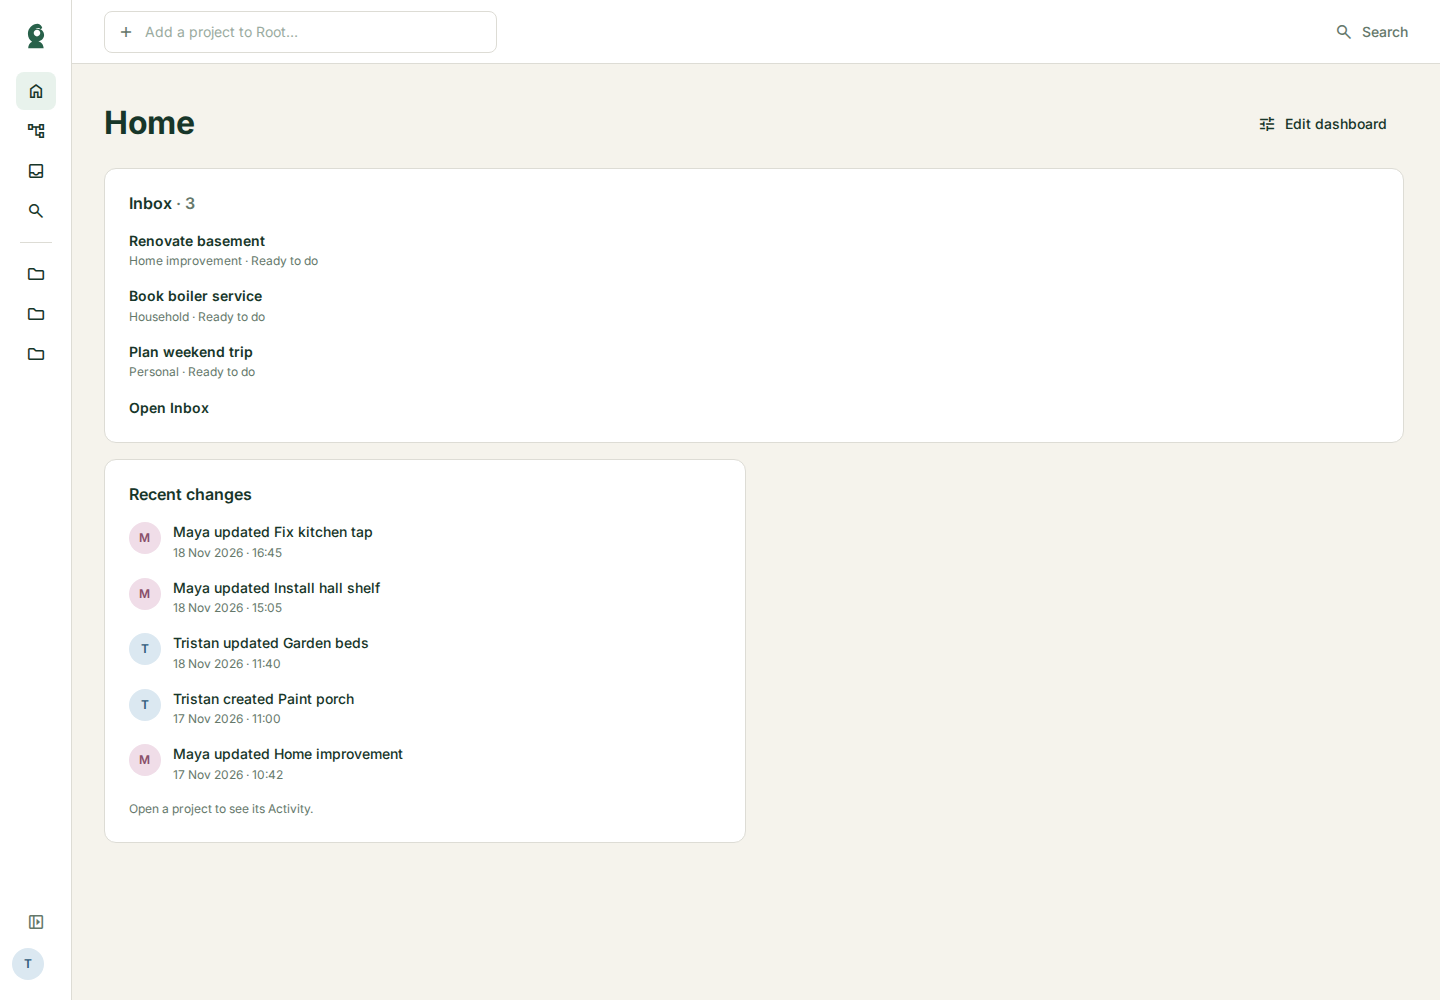 Add a project to Root...
Search
Home
Edit dashboard
Inbox · 3
Renovate basement
Home improvement · Ready to do
Book boiler service
Household · Ready to do
Plan weekend trip
Personal · Ready to do
Open Inbox
Recent changes
M
Maya updated Fix kitchen tap
18 Nov 2026 · 16:45
M
Maya updated Install hall shelf
18 Nov 2026 · 15:05
T
Tristan updated Garden beds
18 Nov 2026 · 11:40
T
Tristan created Paint porch
17 Nov 2026 · 11:00
M
Maya updated Home improvement
17 Nov 2026 · 10:42
Open a project to see its Activity.
T